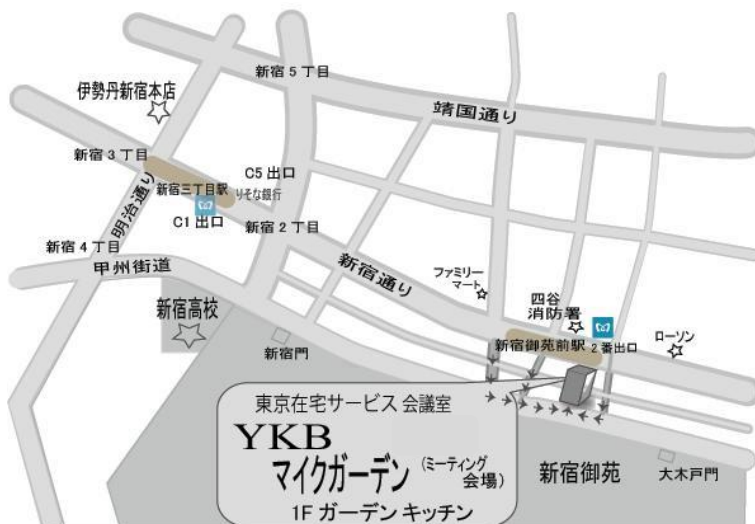 新宿5丁目
伊勢丹新宿本店
靖国通り
新宿3丁目
C5出口
新宿三丁目駅
りそな銀行
明治通り
C1出口
新宿2丁目
新宿4丁目
甲州街道
新宿通り
ファミリー
マート
四谷
消防署
新宿高校
新宿御苑前駅
2番出口
ローソン
新宿門
東京在宅サービス 会議室
YKB
マイクガーデン (ミーティング
会場)
1F ガーデン キッチン
新宿御苑
大木戸門